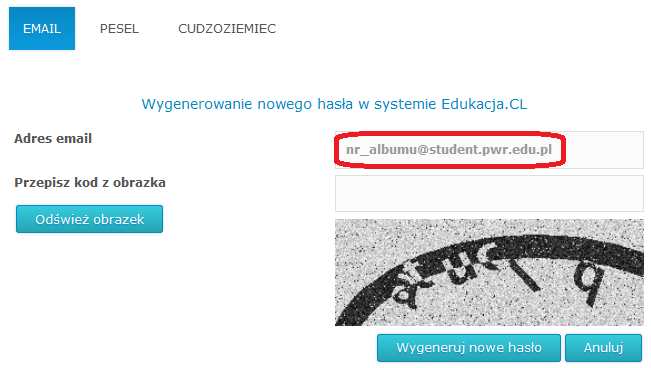 EMAIL PESEL CUDZOZIEMIEC
Wygenerowanie nowego hasła w systemie Edukacja.CL
Adres email nr_albumu@student.pwr.edu.pl
Przepisz kod z obrazka
Odśwież obrazek
Wygeneruj nowe hasło Anuluj